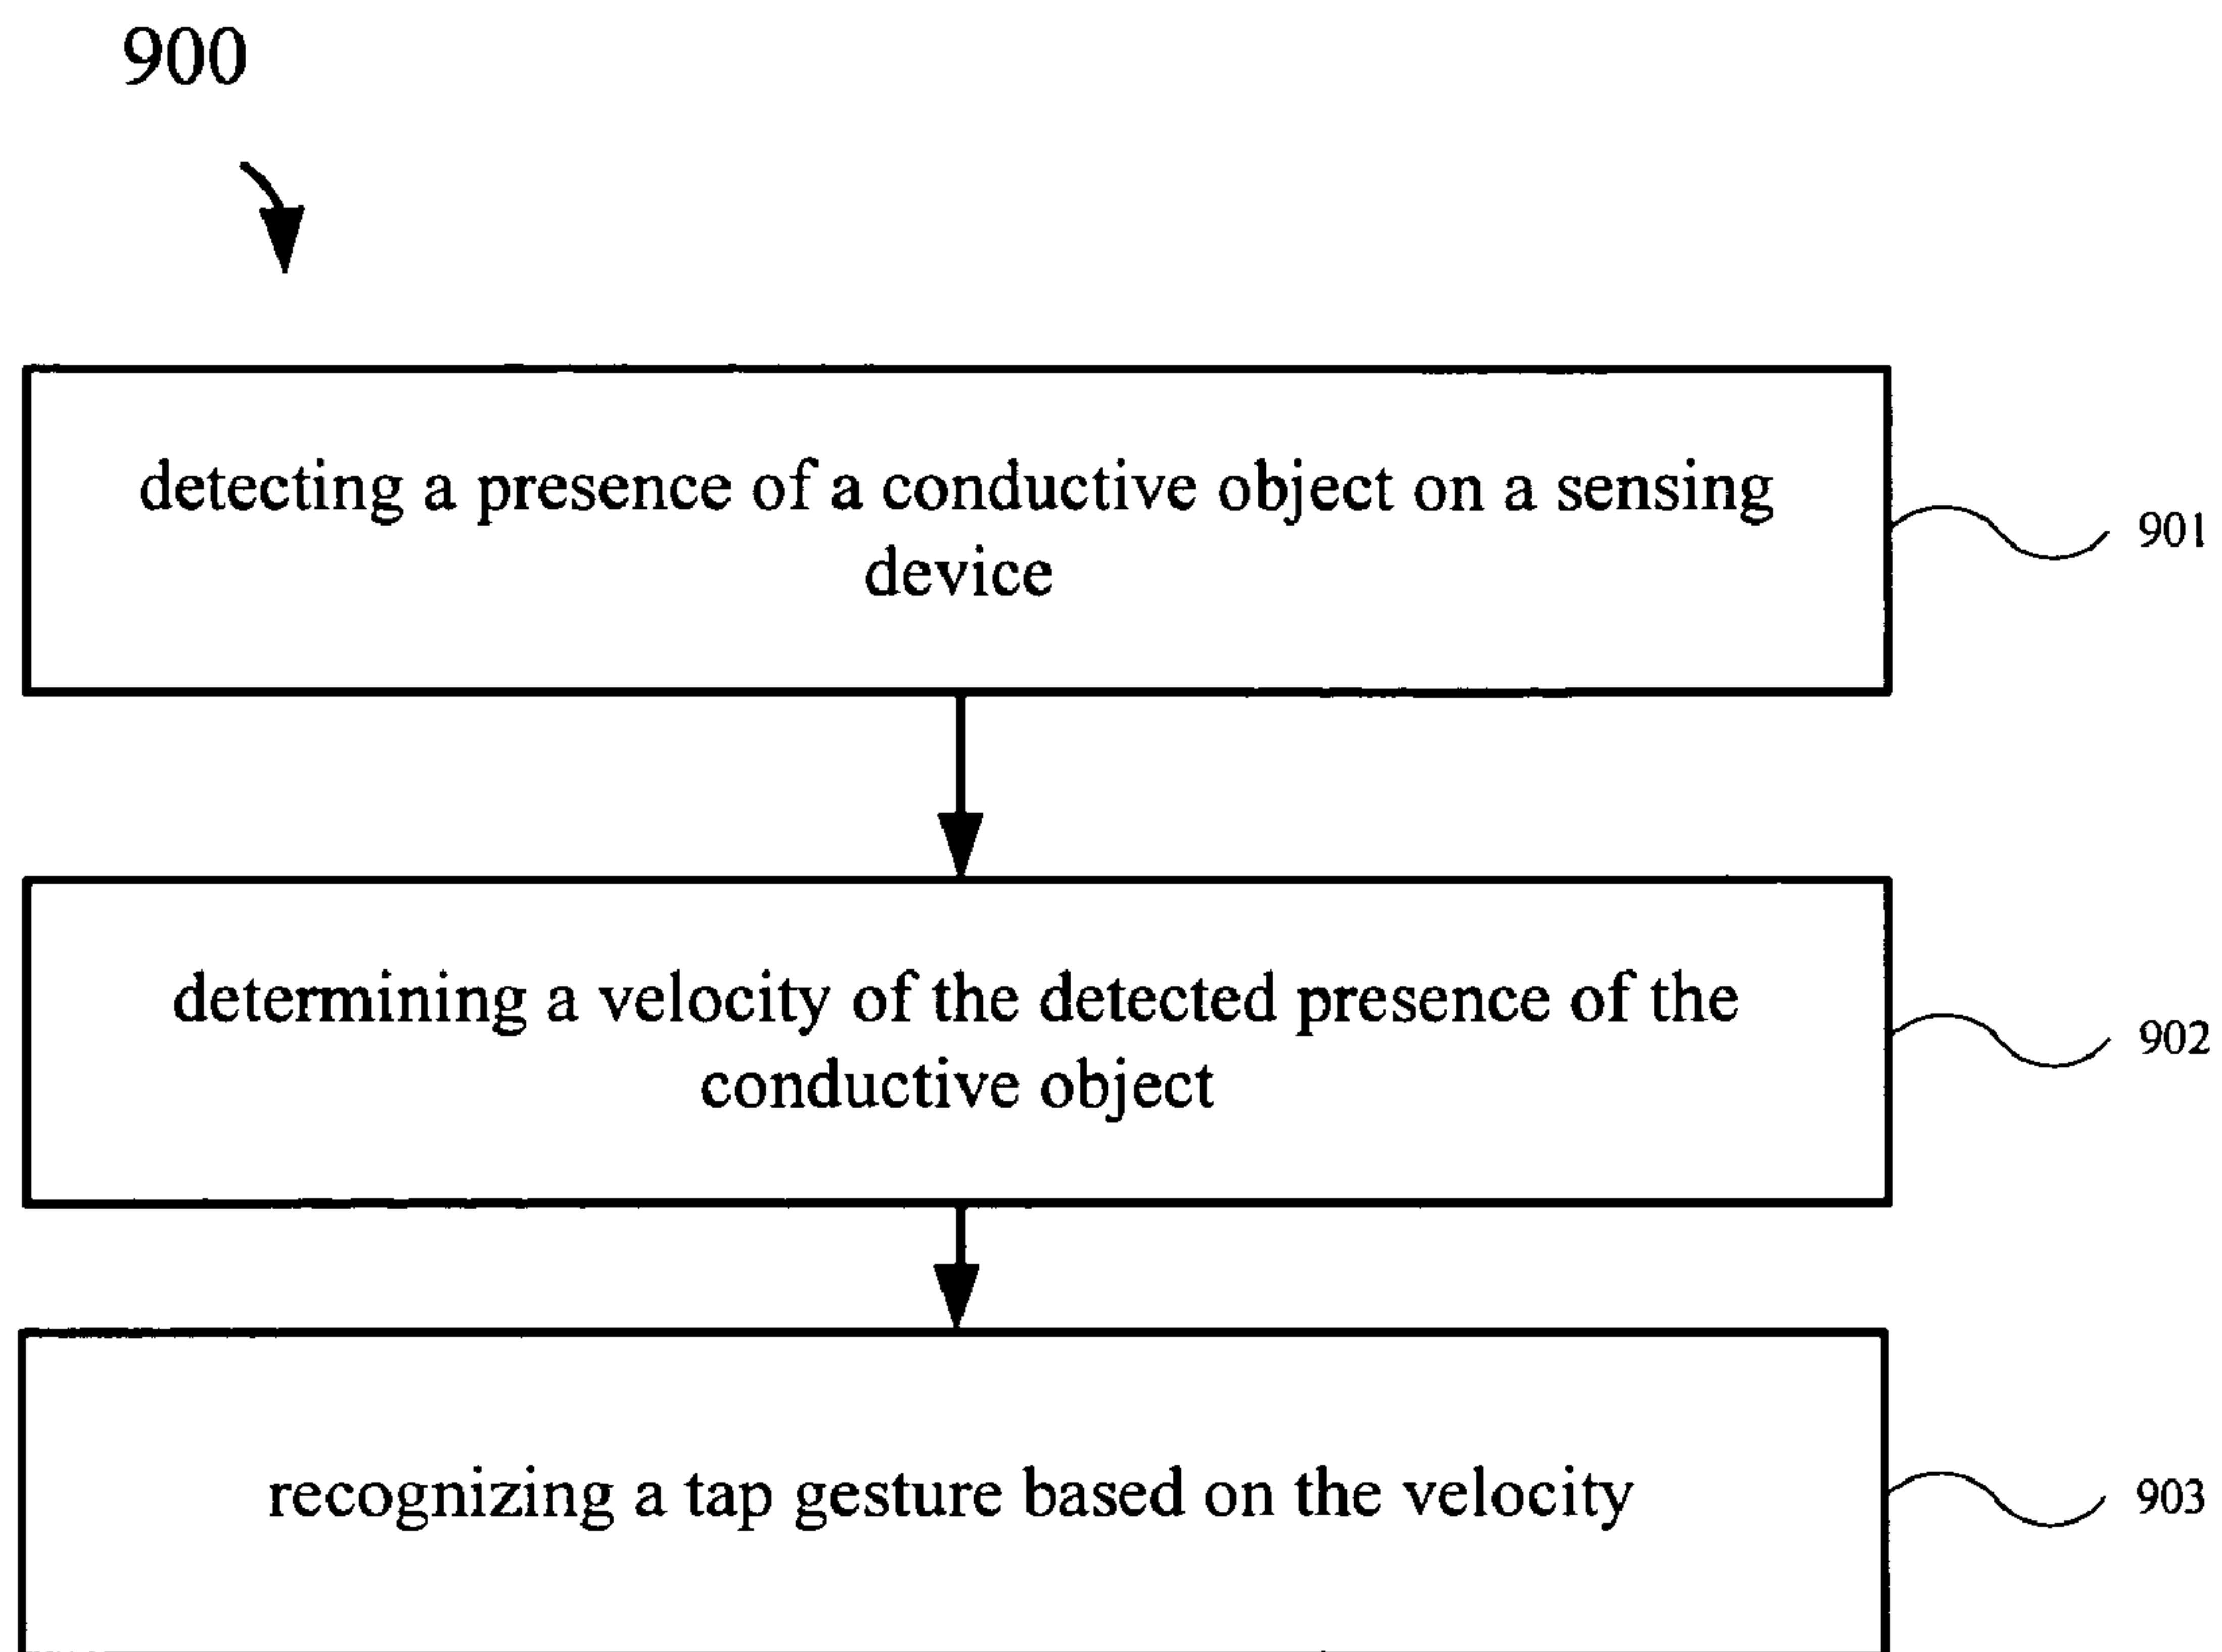 900
detecting a presence of a conductive object on a sensing
device
901
determining a velocity of the detected presence of the
conductive object
902
recognizing a tap gesture based on the velocity
903